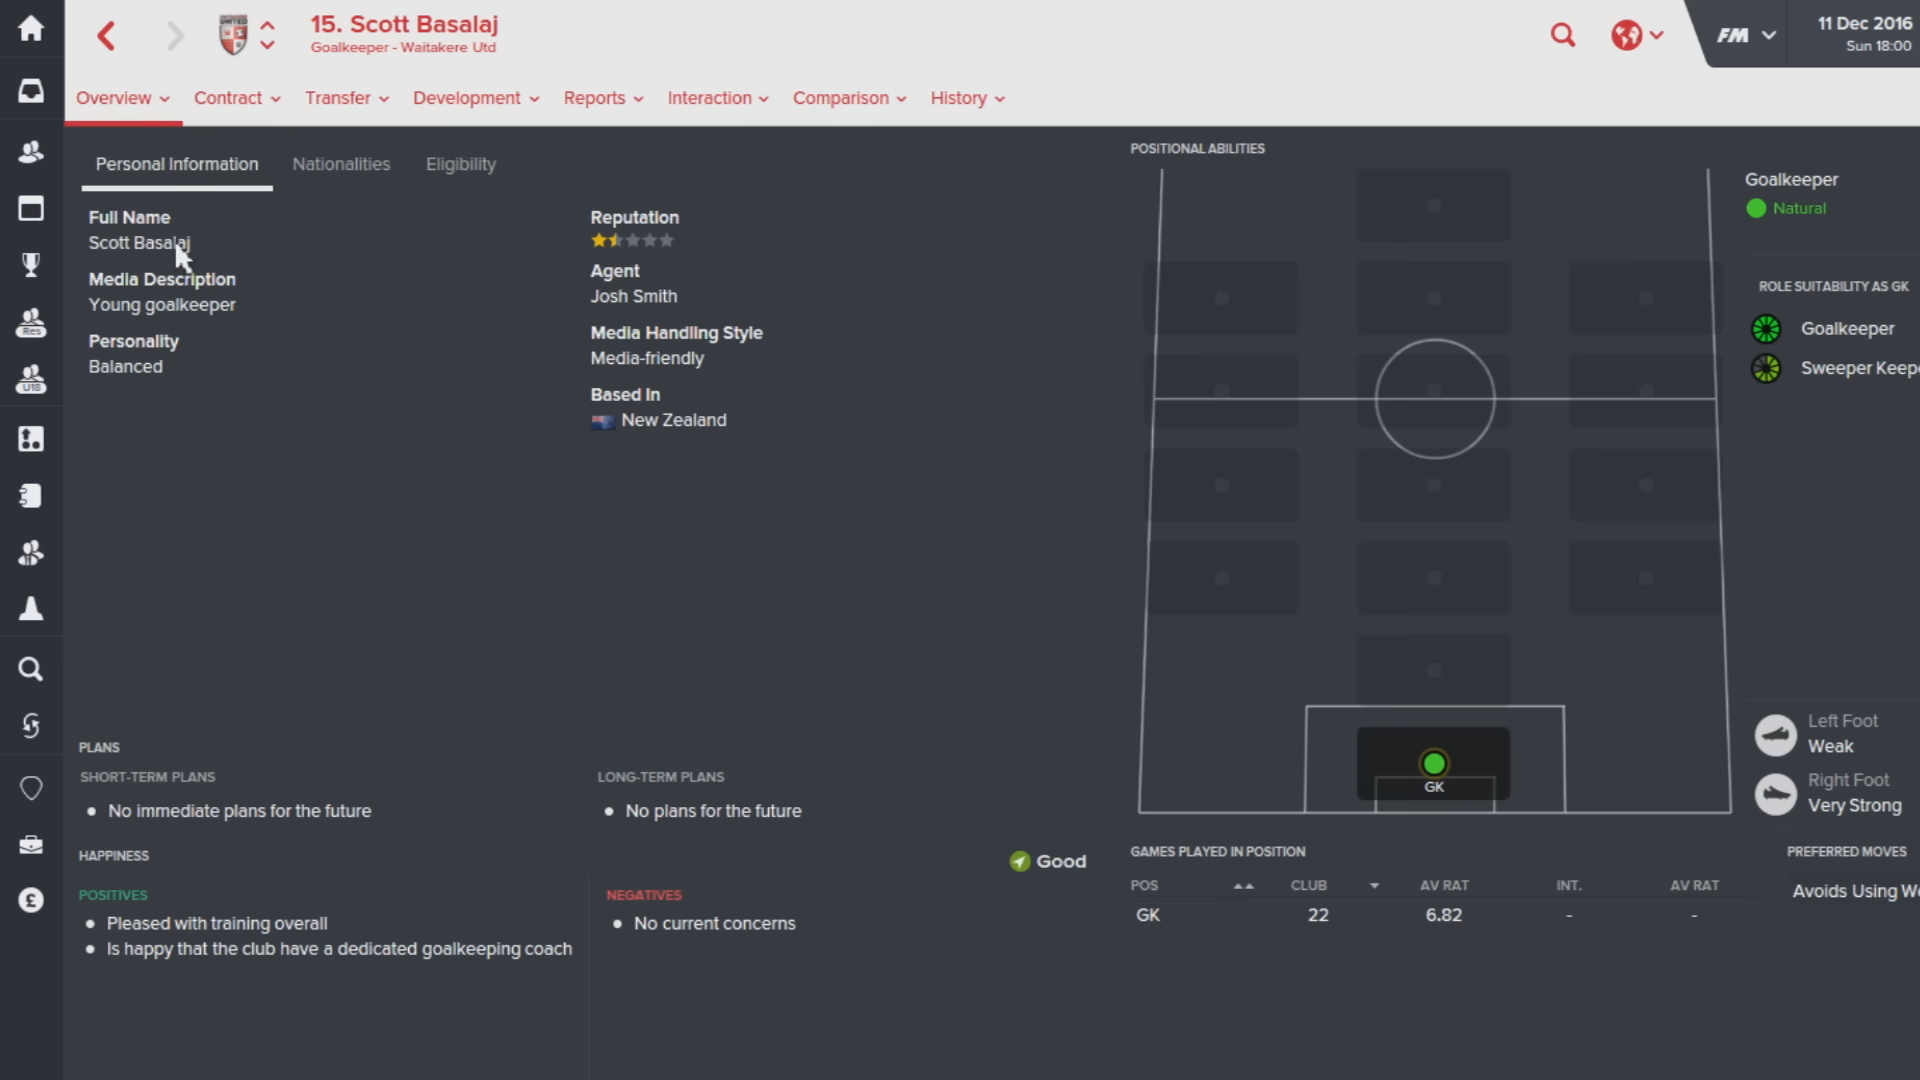 15. Scott Basalaj
Goalkeeper - Waitakere Utd
FM
11 Dec 2016
Sun 18:00
Overview
Contract
Transfer
Development
Reports
Interaction
Comparison
History
Personal Information
Nationalities
Eligibility
Full Name
Scott Basalaj
Media Description
Young goalkeeper
Personality
Balanced
Reputation
Agent
Josh Smith
Media Handling Style
Media-friendly
Based In
New Zealand
POSITIONAL ABILITIES
GK
Goalkeeper
Natural
ROLE SUITABILITY AS GK
Goalkeeper
Sweeper Keep
Left Foot
Weak
Right Foot
Very Strong
Res
U18
PLANS
SHORT-TERM PLANS
• No immediate plans for the future
LONG-TERM PLANS
• No plans for the future
HAPPINESS
Good
POSITIVES
• Pleased with training overall
• Is happy that the club have a dedicated goalkeeping coach
NEGATIVES
• No current concerns
GAMES PLAYED IN POSITION
POS CLUB AV RAT INT. AV RAT
GK 22 6.82 - -
PREFERRED MOVES
Avoids Using W